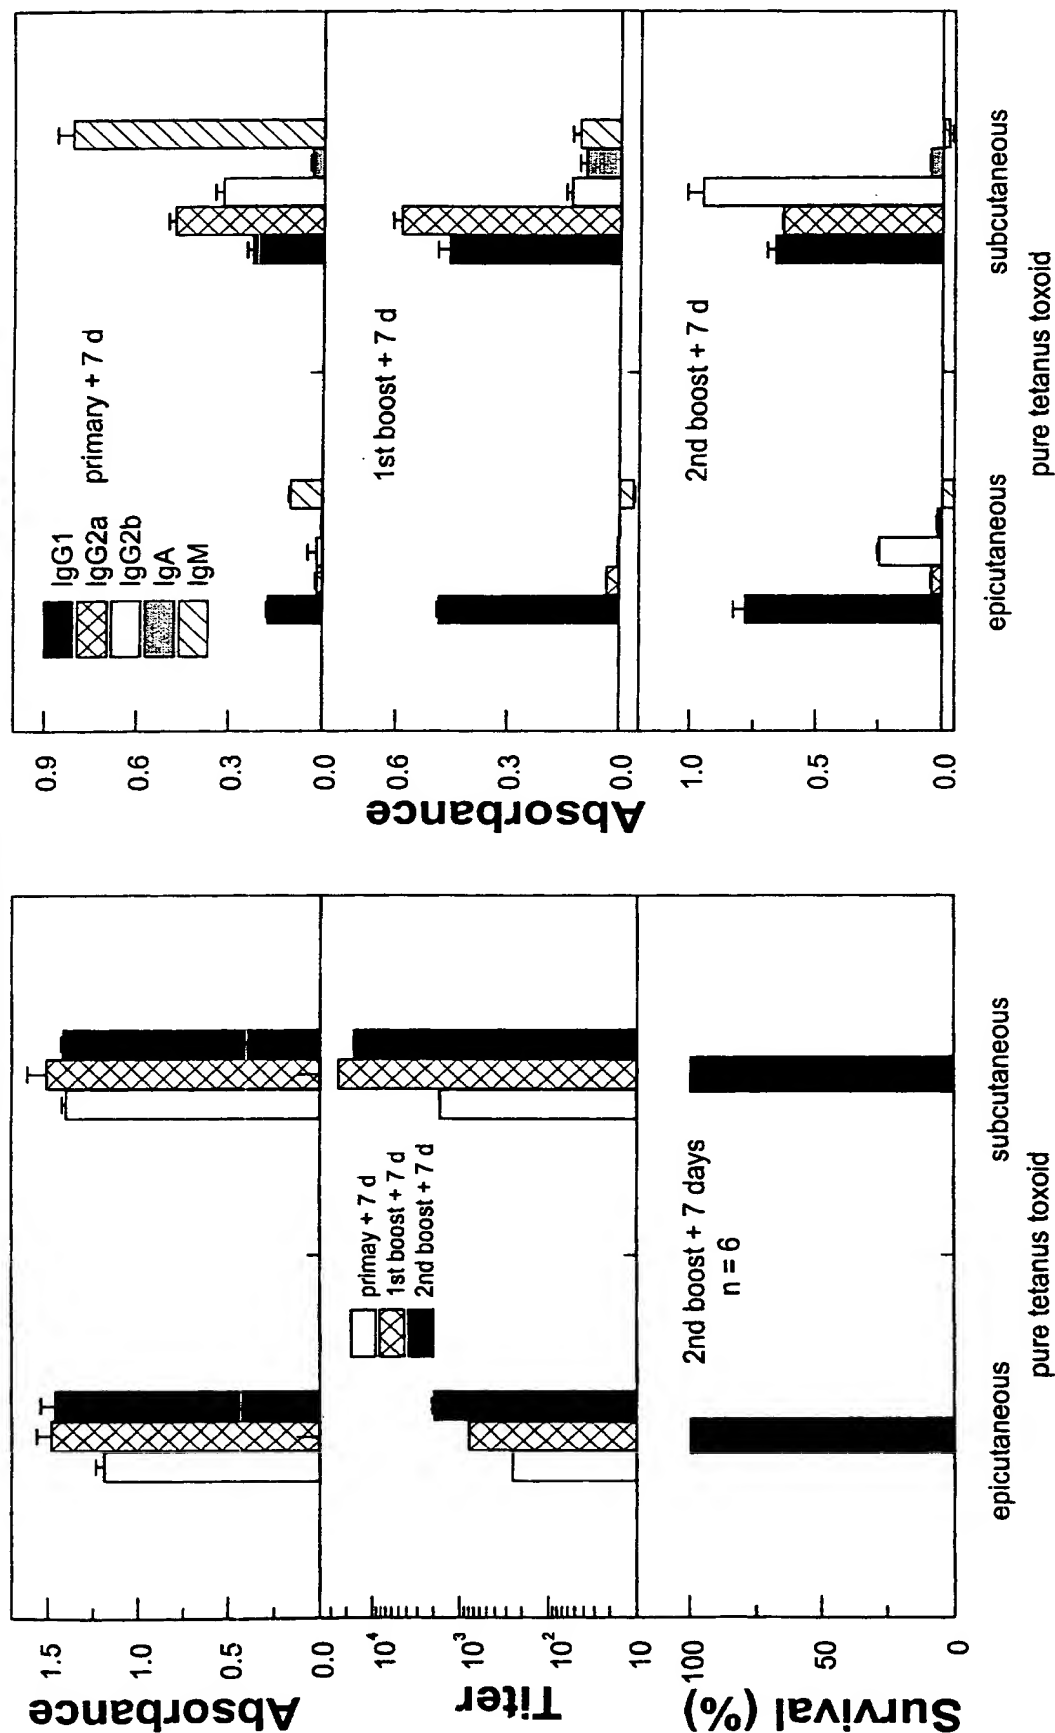 Absorbance
1.5
1.0
0.5
0.0
Titer
10⁴
10³
10²
10
primay + 7 d
1st boost + 7 d
2nd boost + 7 d
Survival (%)
100
50
0
2nd boost + 7 days
n = 6
epicutaneous
subcutaneous
pure tetanus toxoid
Absorbance
0.9
0.6
0.3
0.0
IgG1
IgG2a
IgG2b
IgA
IgM
primary + 7 d
0.6
0.3
0.0
1st boost + 7 d
1.0
0.5
0.0
2nd boost + 7 d
epicutaneous
subcutaneous
pure tetanus toxoid